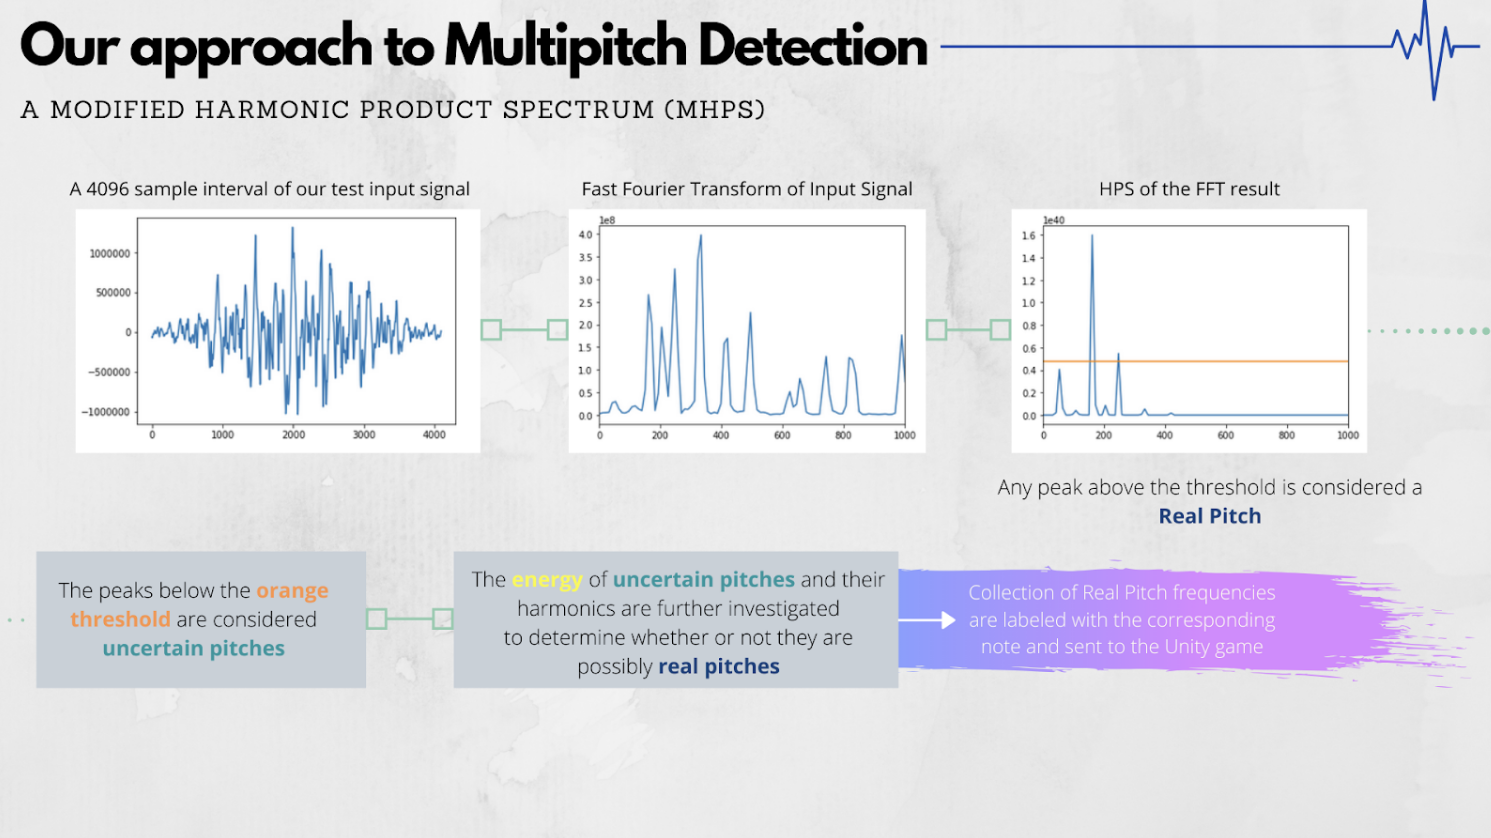 Our approach to Multipitch Detection
A MODIFIED HARMONIC PRODUCT SPECTRUM (MHPS)
A 4096 sample interval of our test input signal
1000000
500000
0
−500000
−1000000
0 1000 2000 3000 4000
Fast Fourier Transform of Input Signal
1e8
4.0
3.5
3.0
2.5
2.0
1.5
1.0
0.5
0.0
0 200 400 600 800 1000
HPS of the FFT result
1e40
1.6
1.4
1.2
1.0
0.8
0.6
0.4
0.2
0.0
0 200 400 600 800 1000
Any peak above the threshold is considered a
Real Pitch
The peaks below the orange
threshold are considered
uncertain pitches
The energy of uncertain pitches and their
harmonics are further investigated
to determine whether or not they are
possibly real pitches
Collection of Real Pitch frequencies
are labeled with the corresponding
note and sent to the Unity game